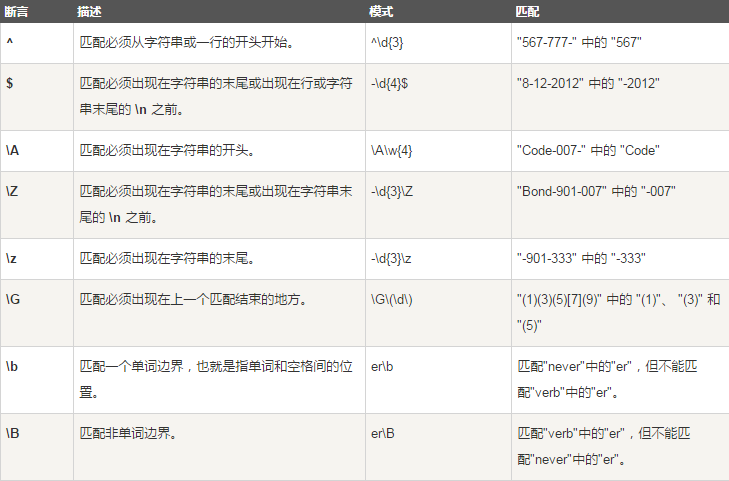 断言 描述 模式 匹配
^ 匹配必须从字符串或一行的开头开始。 ^\d{3} "567-777-" 中的 "567"
$ 匹配必须出现在字符串的末尾或出现在行或字符 -\d{4}$ "8-12-2012" 中的 "-2012"
串末尾的 \n 之前。
\A 匹配必须出现在字符串的开头。 \A\w{4} "Code-007-" 中的 "Code"
\Z 匹配必须出现在字符串的末尾或出现在字符串末 -\d{3}\Z "Bond-901-007" 中的 "-007"
尾的 \n 之前。
\z 匹配必须出现在字符串的末尾。 -\d{3}\z "-901-333" 中的 "-333"
\G 匹配必须出现在上一个匹配结束的地方。 \G\(\d\) "(1)(3)(5)[7](9)" 中的 "(1)"、 "(3)" 和
"(5)"
\b 匹配一个单词边界，也就是指单词和空格间的位 er\b 匹配"never"中的"er"，但不能匹
置。 配"verb"中的"er"。
\B 匹配非单词边界。 er\B 匹配"verb"中的"er"，但不能匹
配"never"中的"er"。